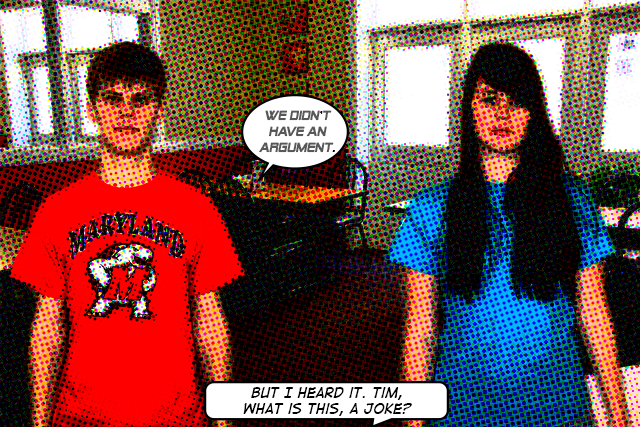 WE DIDN'T
HAVE AN
ARGUMENT.
MARYLAND
M
BUT I HEARD IT. TIM,
WHAT IS THIS, A JOKE?